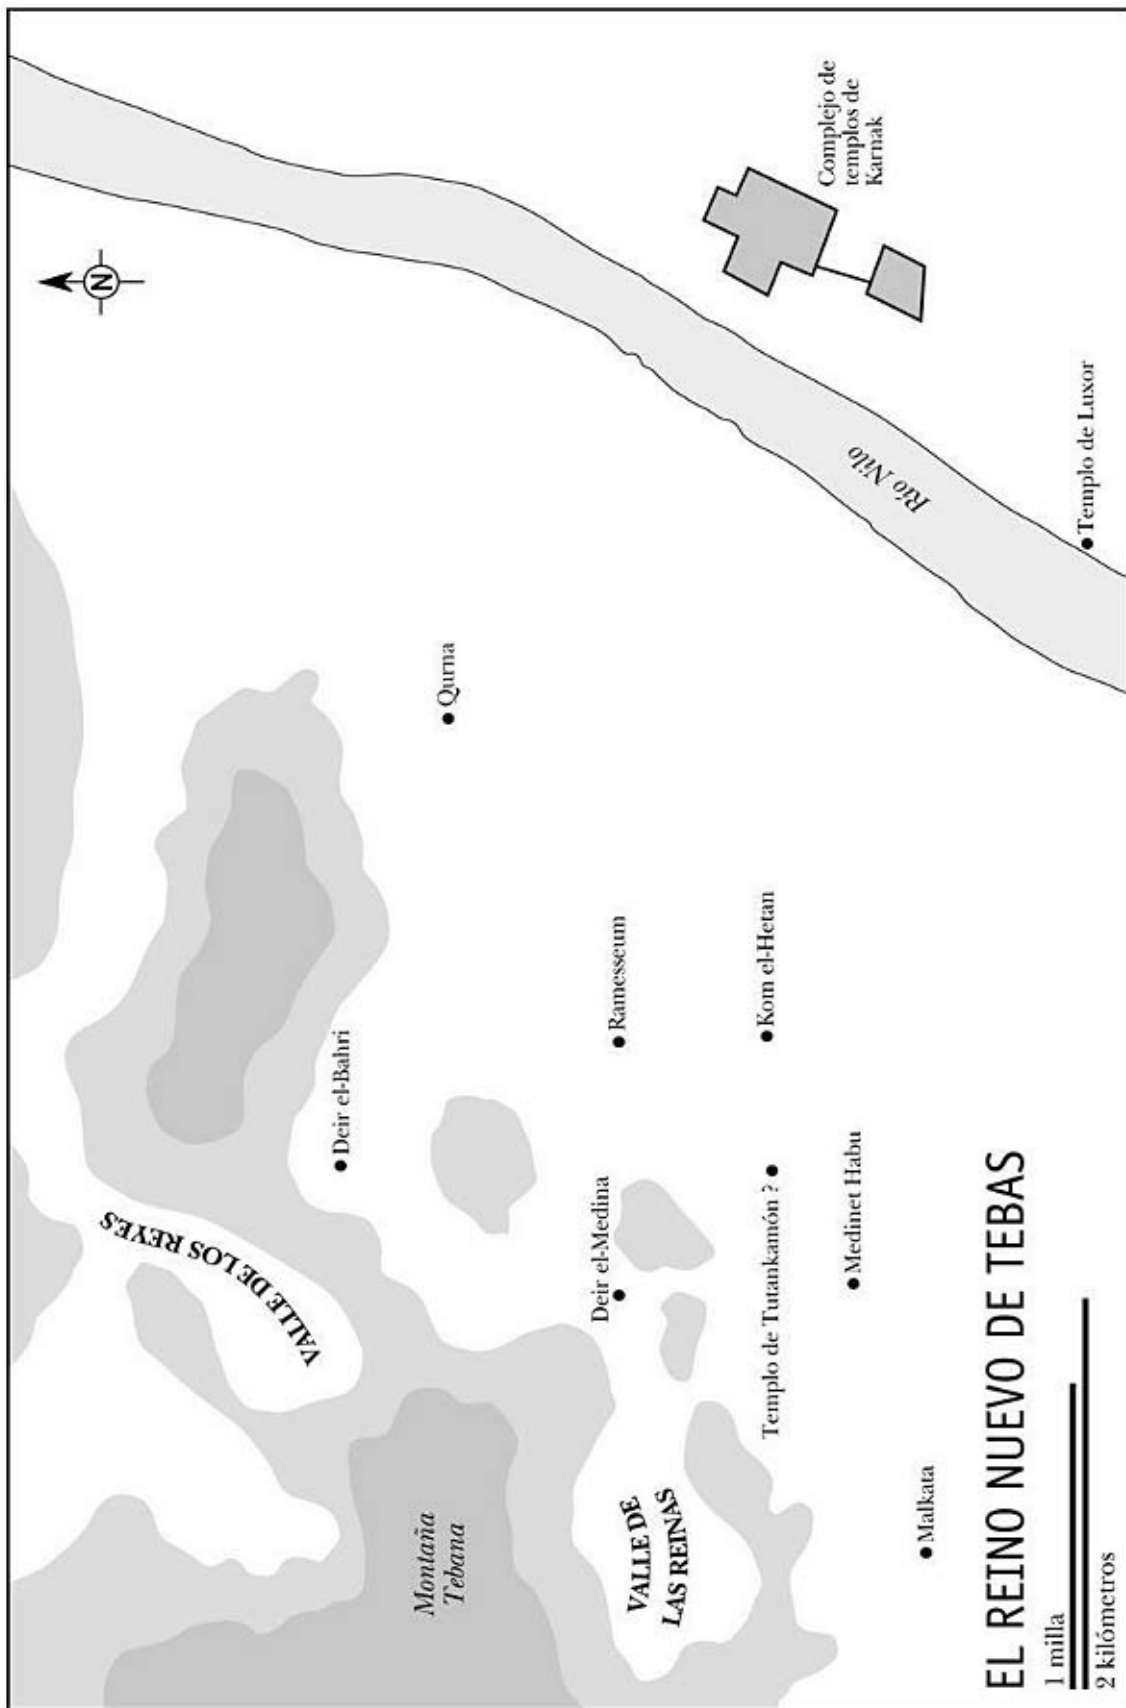 N
Complejo de
templos de
Karnak
Río Nilo
Templo de Luxor
Qurna
VALLE DE LOS REYES
Deir el-Bahri
Ramesseum
Kom el-Hetan
Deir el-Medina
Templo de Tutankamón ?
Medinet Habu
Montaña
Tebana
VALLE DE
LAS REINAS
Malkata
EL REINO NUEVO DE TEBAS
1 milla
2 kilómetros